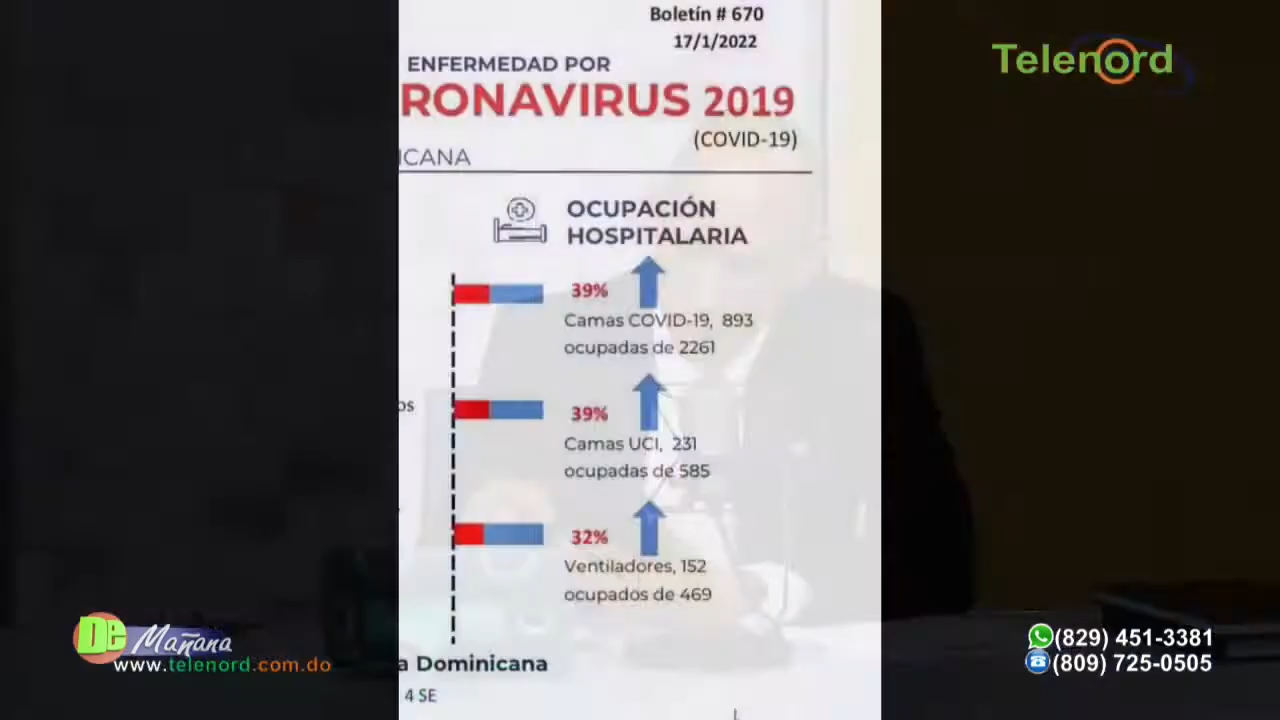 Boletín # 670
17/1/2022
Telenord
ENFERMEDAD POR
RONAVIRUS 2019
(COVID-19)
ICANA
OCUPACIÓN
HOSPITALARIA
39%
Camas COVID-19, 893
ocupadas de 2261
os
39%
Camas UCI, 231
ocupadas de 585
32%
Ventiladores, 152
ocupados de 469
De Mañana
www.telenord.com.do
(829) 451-3381
(809) 725-0505
a Dominicana
4 SE